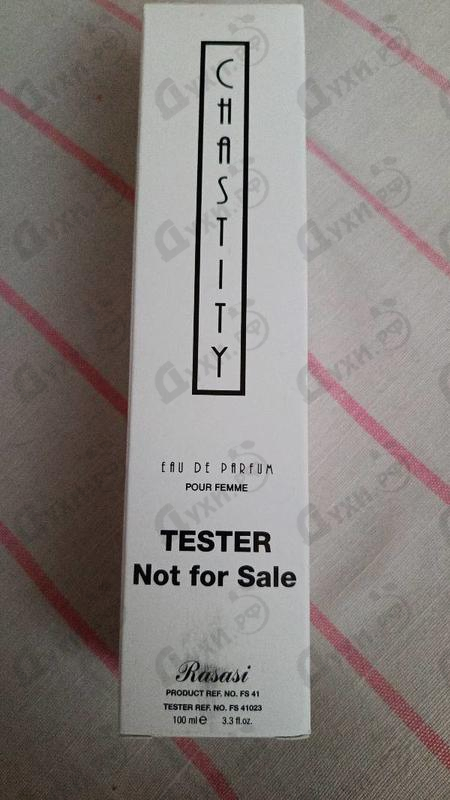 CHASTITY
EAU DE PARFUM
POUR FEMME
TESTER
Not for Sale
Rasasi
PRODUCT REF. NO. FS 41
TESTER REF. NO. FS 41023
100 ml ℮ 3.3 fl.oz.
Духи.рф